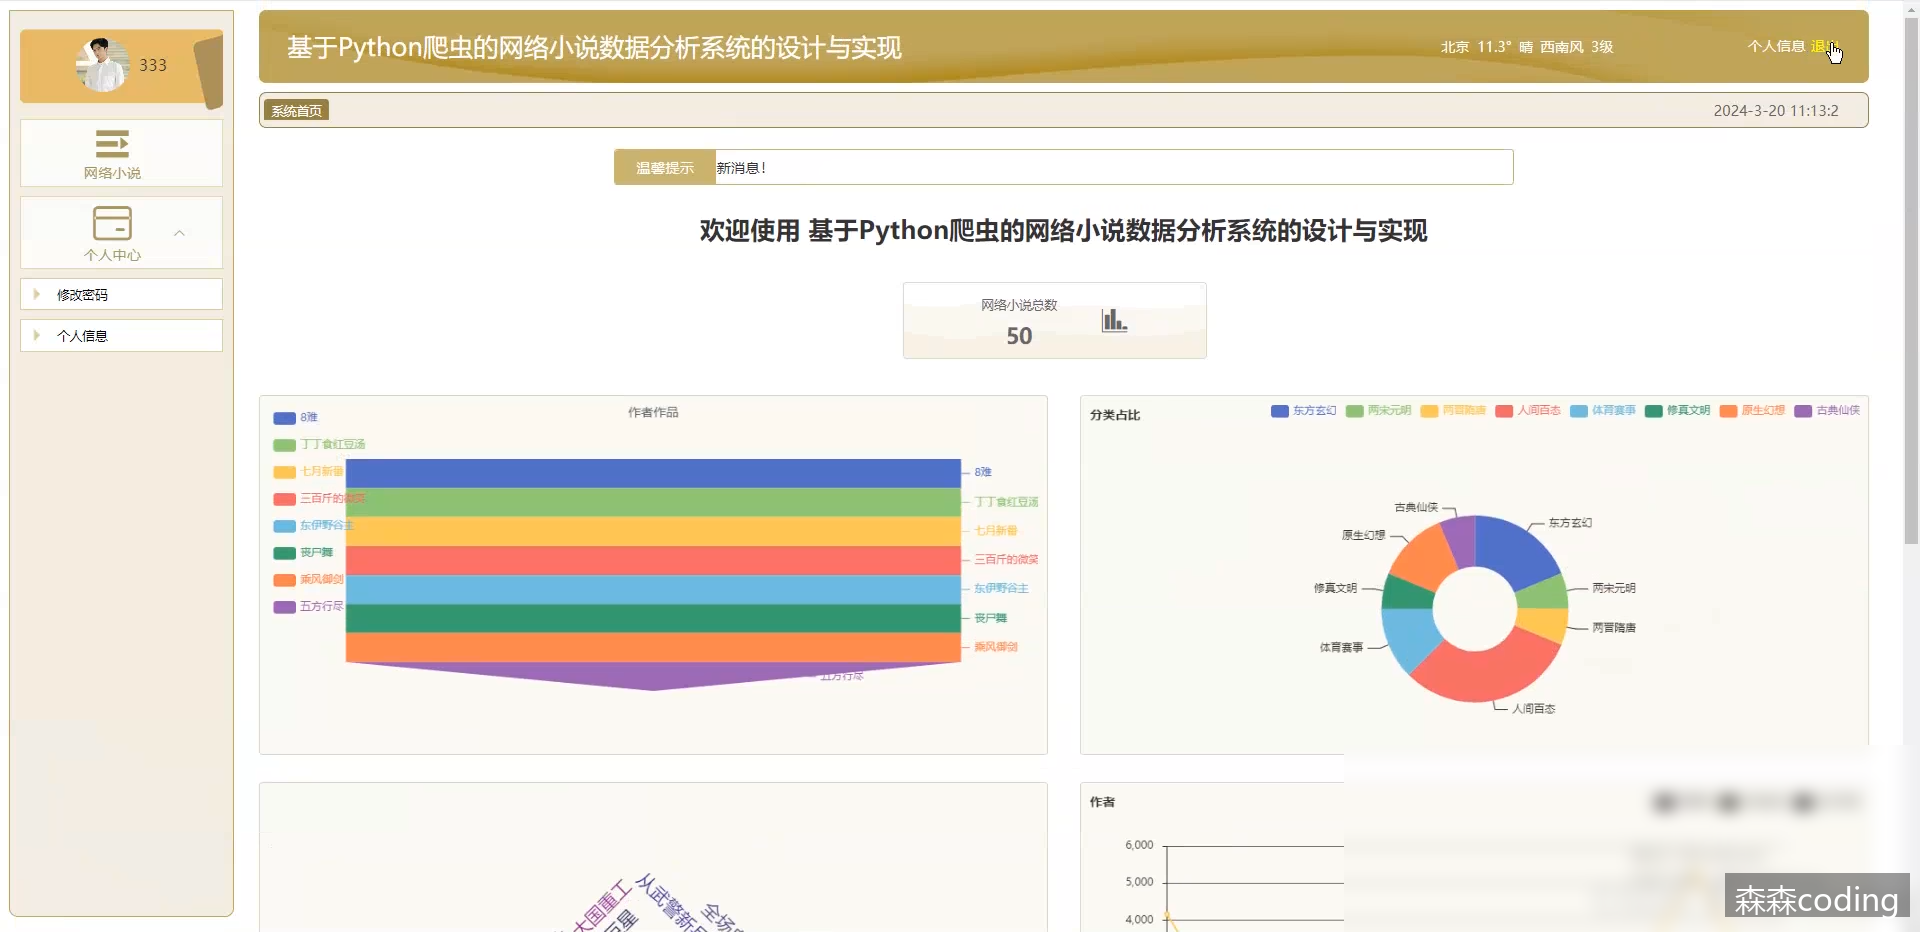 333
网络小说
个人中心
修改密码
个人信息
基于Python爬虫的网络小说数据分析系统的设计与实现
北京 11.3° 晴 西南风 3级
个人信息
系统首页
2024-3-20 11:13:2
温馨提示
新消息！
欢迎使用 基于Python爬虫的网络小说数据分析系统的设计与实现
网络小说总数
50
作者作品
8难
丁丁食红豆汤
七月新番
三百斤的微笑
东伊野谷主
丧尸舞
乘风御剑
五方行尽
8难
丁丁食红豆汤
七月新番
三百斤的微笑
东伊野谷主
丧尸舞
乘风御剑
五方行尽
分类占比
东方玄幻 两宋元明 两晋隋唐 人间百态 体育赛事 修真文明 原生幻想 古典仙侠
古典仙侠
东方玄幻
原生幻想
修真文明
两宋元明
两晋隋唐
体育赛事
人间百态
大国重工
从武警新
全场
巨星
作者
6,000
5,000
4,000
森森coding